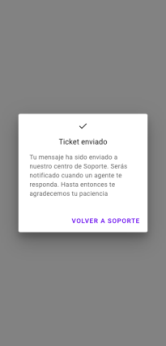 Ticket enviado
Tu mensaje ha sido enviado a
nuestro centro de Soporte. Serás
notificado cuando un agente te
responda. Hasta entonces te
agradecemos tu paciencia.
VOLVER A SOPORTE